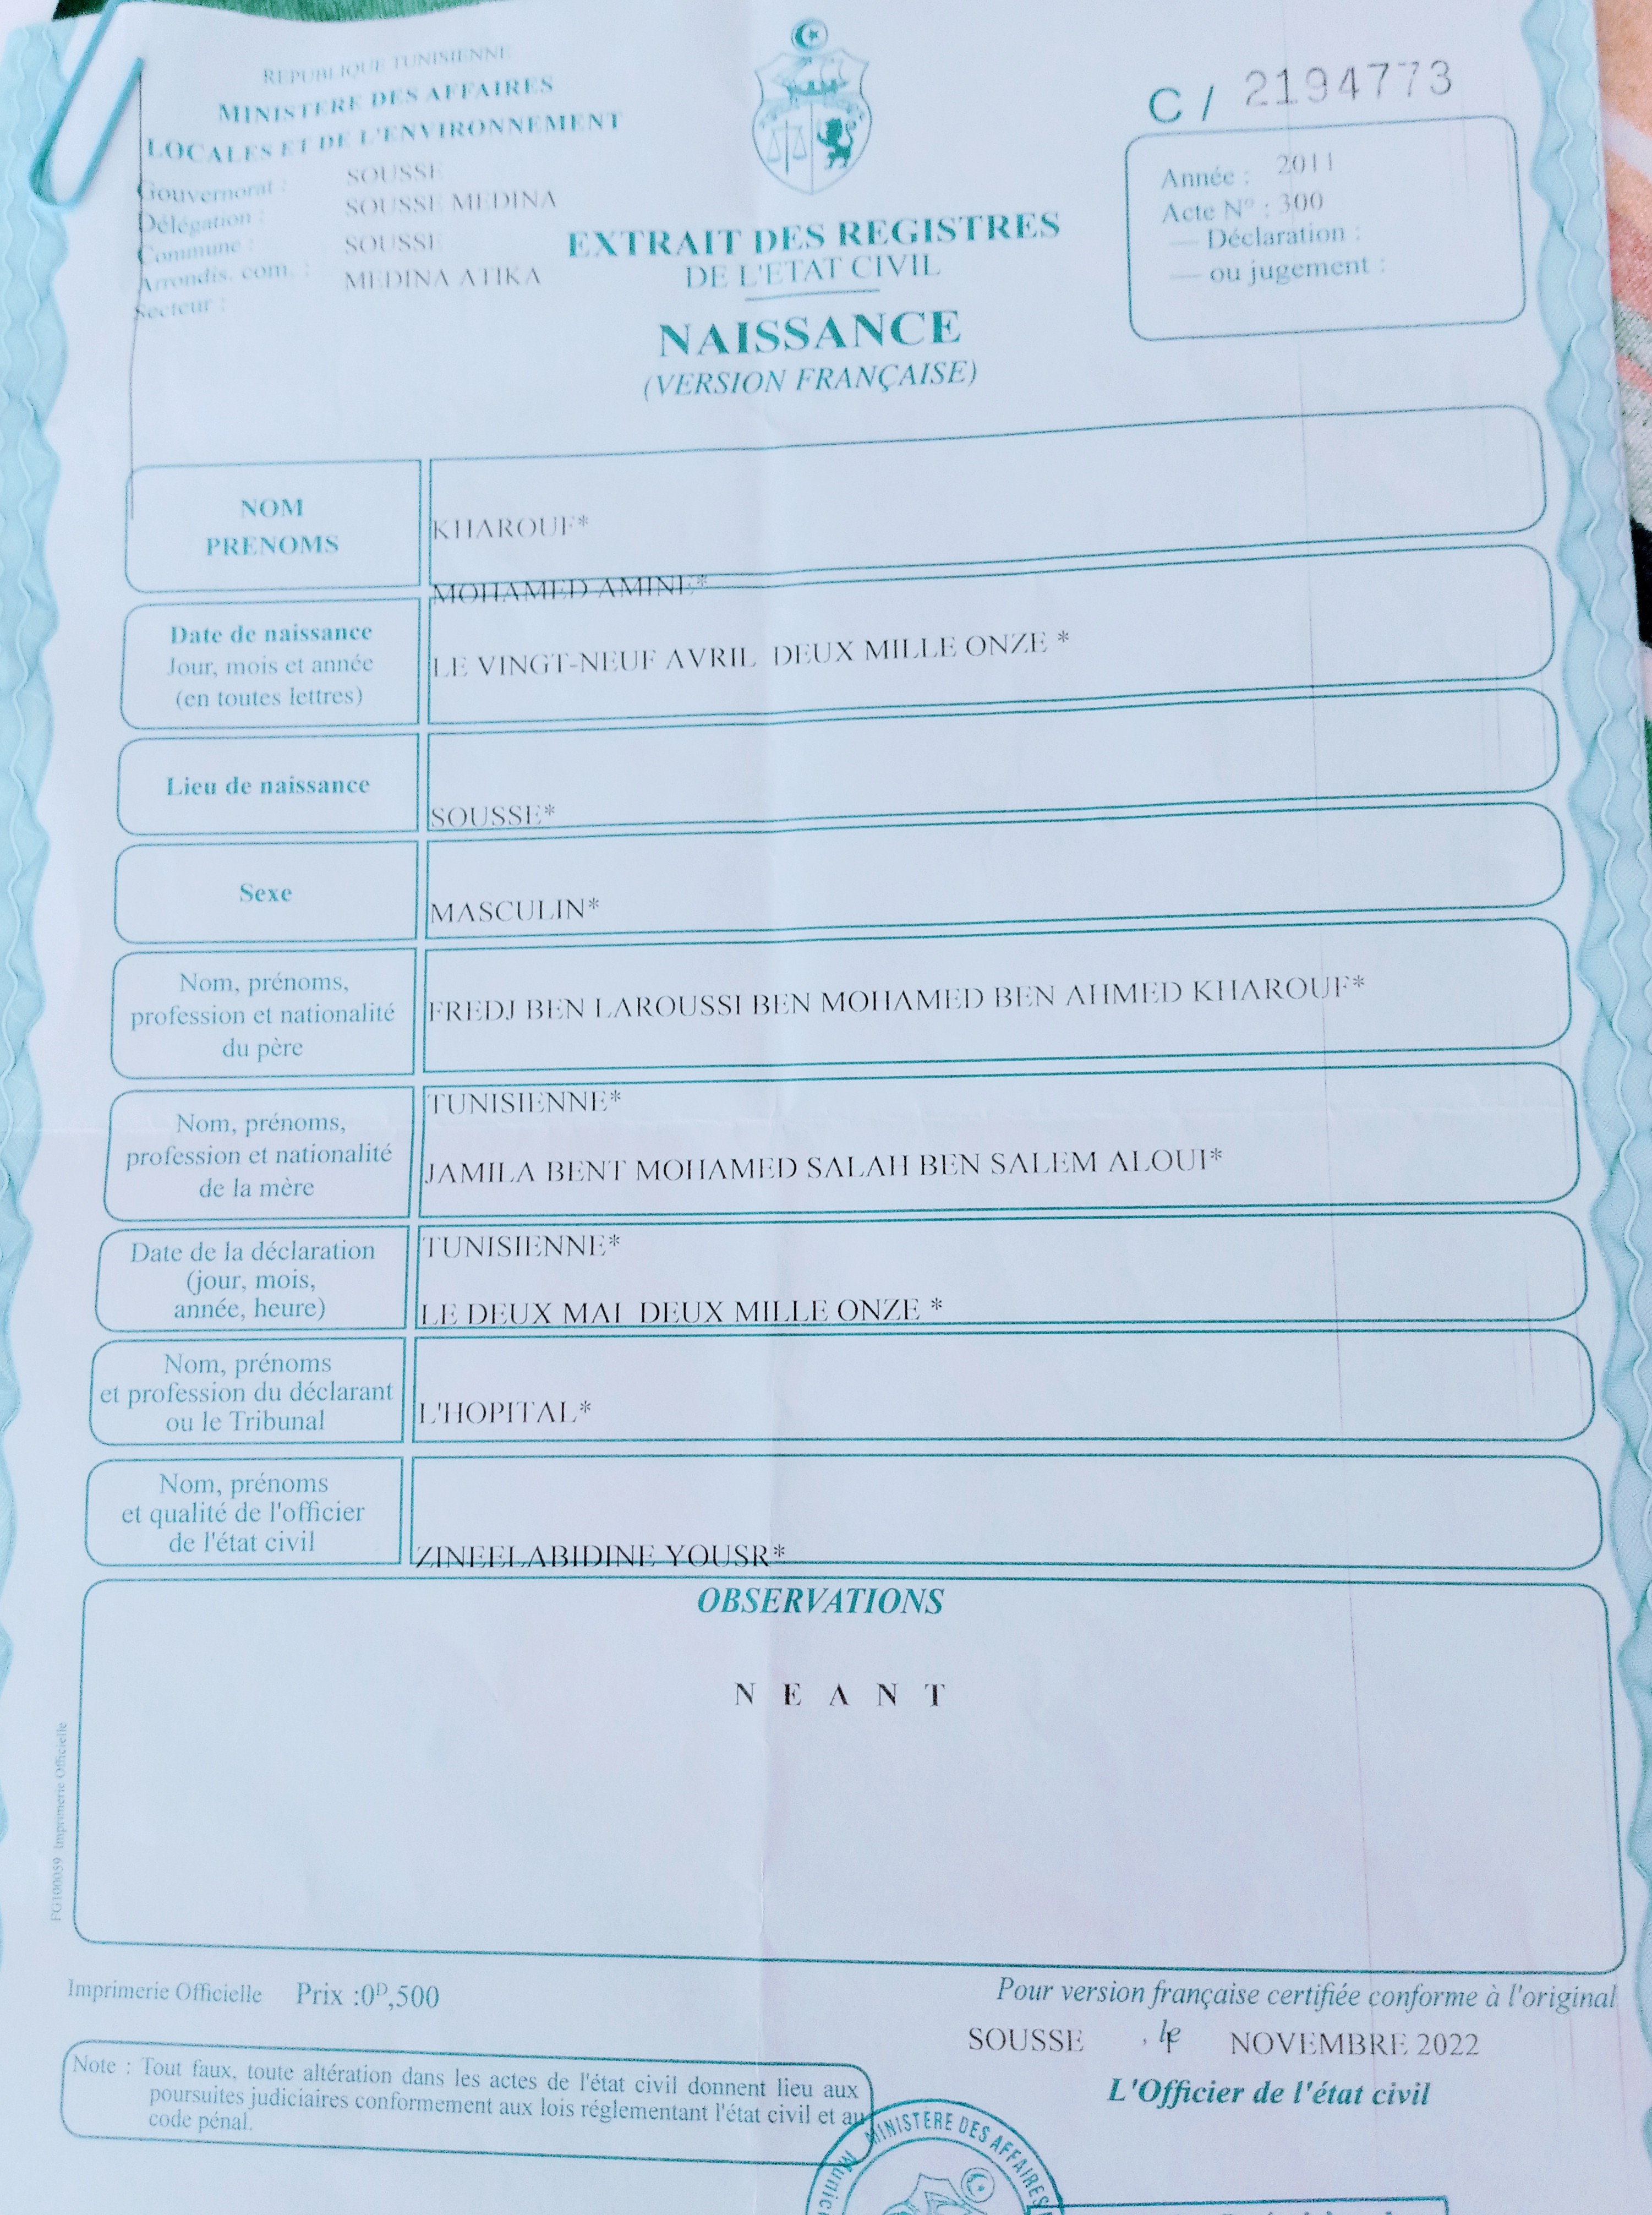 REPUBLIQUE TUNISIENNE
MINISTERE DES AFFAIRES
LOCALES ET DE L'ENVIRONNEMENT
Gouvernorat : SOUSSE
Délégation : SOUSSE MEDINA
Commune : SOUSSE
Arrondis. com. : MEDINA ATIKA
Secteur :
C / 2194773
Année : 2011
Acte N° : 300
— Déclaration :
— ou jugement :
EXTRAIT DES REGISTRES
DE L'ETAT CIVIL
NAISSANCE
(VERSION FRANÇAISE)
NOM
PRENOMS
KHAROUF*
MOHAMED AMINE*
Date de naissance
Jour, mois et année
(en toutes lettres)
LE VINGT-NEUF AVRIL DEUX MILLE ONZE *
Lieu de naissance
SOUSSE*
Sexe
MASCULIN*
Nom, prénoms,
profession et nationalité
du père
FREDJ BEN LAROUSSI BEN MOHAMED BEN AHMED KHAROUF*
TUNISIENNE*
Nom, prénoms,
profession et nationalité
de la mère
JAMILA BENT MOHAMED SALAH BEN SALEM ALOUI*
TUNISIENNE*
Date de la déclaration
(jour, mois,
année, heure)
LE DEUX MAI DEUX MILLE ONZE *
Nom, prénoms
et profession du déclarant
ou le Tribunal
L'HOPITAL*
Nom, prénoms
et qualité de l'officier
de l'état civil
ZINEELABIDINE YOUSR*
OBSERVATIONS
N E A N T
FG100059 Imprimerie Officielle
Imprimerie Officielle Prix :0D,500
Pour version française certifiée conforme à l'original
SOUSSE , le NOVEMBRE 2022
L'Officier de l'état civil
Note : Tout faux, toute altération dans les actes de l'état civil donnent lieu aux
poursuites judiciaires conformement aux lois réglementant l'état civil et au
code pénal.
MINISTERE DES AFFAIRES